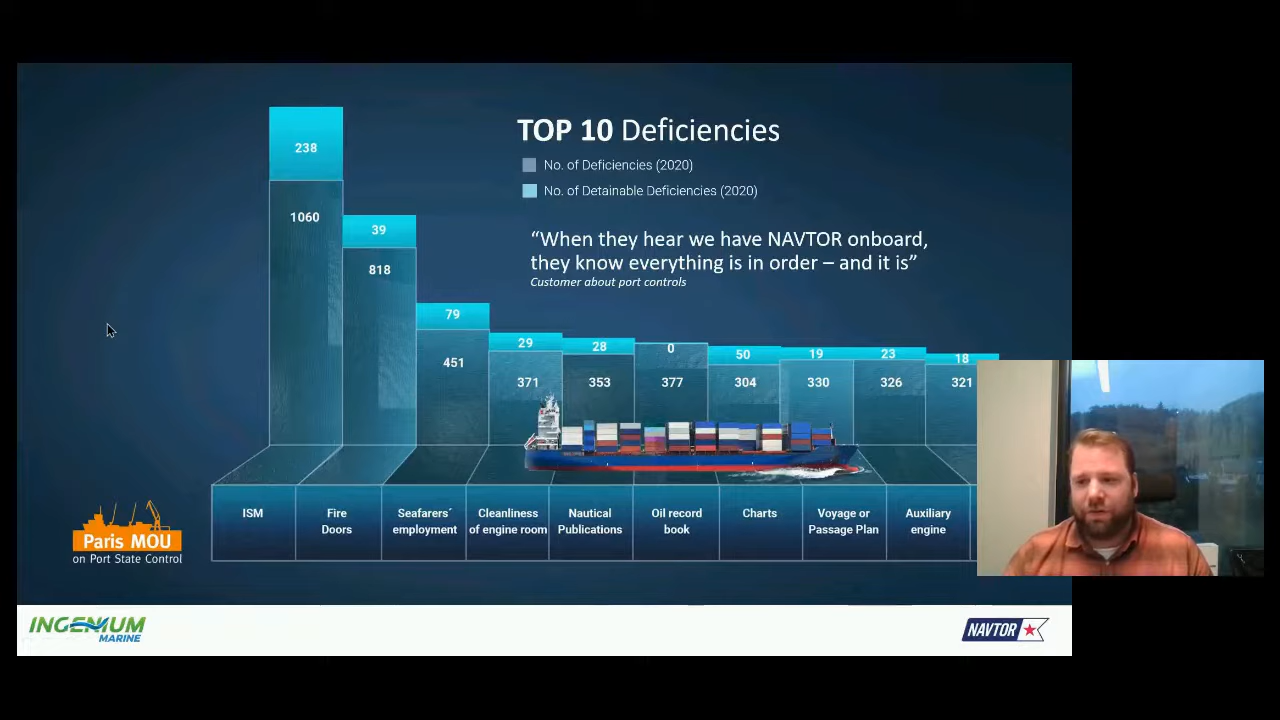 TOP 10 Deficiencies
No. of Deficiencies (2020)
No. of Detainable Deficiencies (2020)
“When they hear we have NAVTOR onboard,
they know everything is in order – and it is”
Customer about port controls
238
1060
39
818
79
451
29
371
28
353
0
377
50
304
19
330
23
326
18
321
ISM
Fire
Doors
Seafarers´
employment
Cleanliness
of engine room
Nautical
Publications
Oil record
book
Charts
Voyage or
Passage Plan
Auxiliary
engine
Paris MOU
on Port State Control
INGENIUM
MARINE
NAVTOR